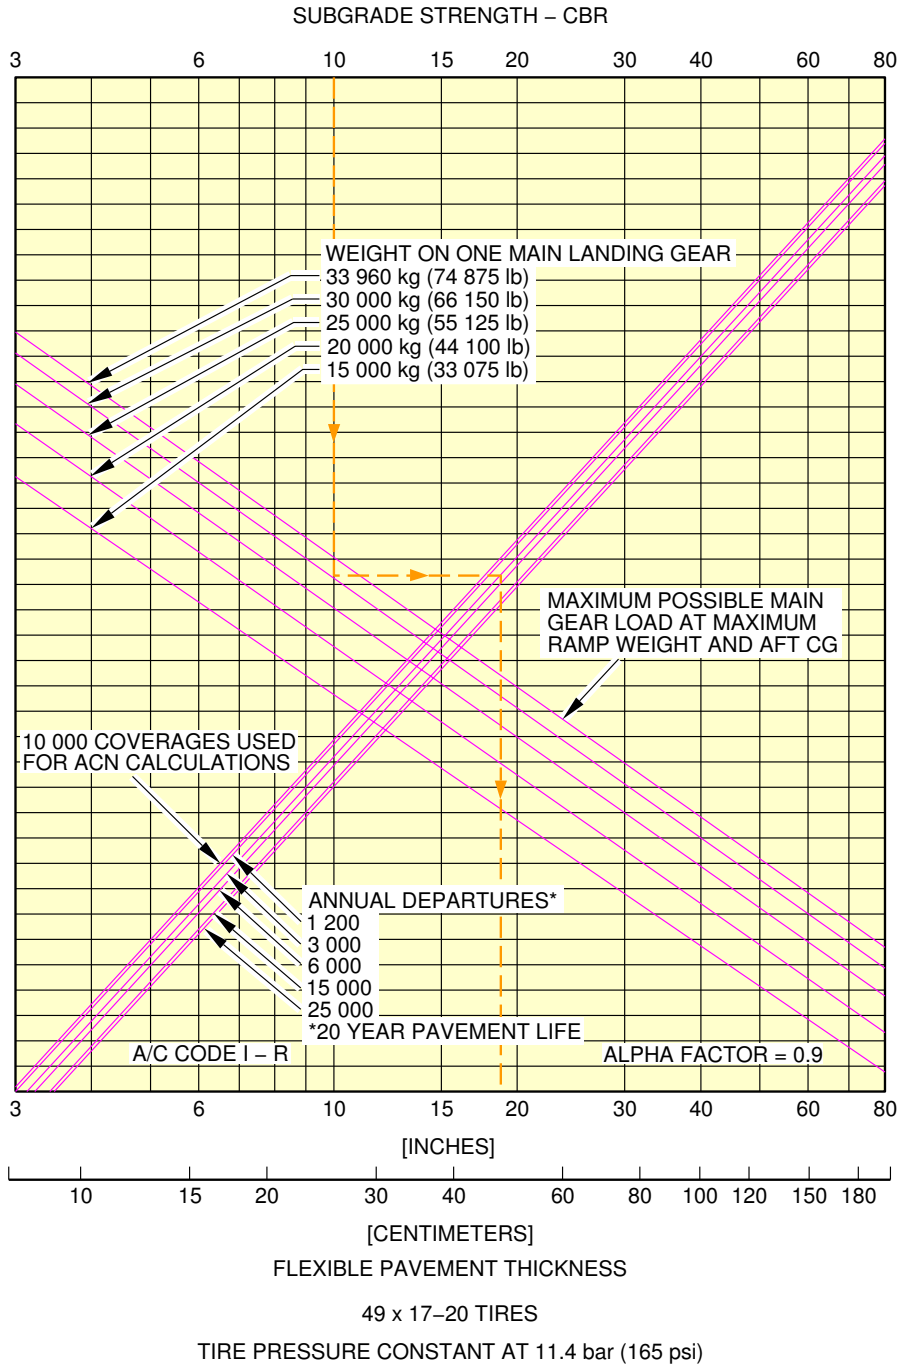 SUBGRADE STRENGTH – CBR
3 6 10 15 20 30 40 60 80
WEIGHT ON ONE MAIN LANDING GEAR
33 960 kg (74 875 lb)
30 000 kg (66 150 lb)
25 000 kg (55 125 lb)
20 000 kg (44 100 lb)
15 000 kg (33 075 lb)
MAXIMUM POSSIBLE MAIN
GEAR LOAD AT MAXIMUM
RAMP WEIGHT AND AFT CG
10 000 COVERAGES USED
FOR ACN CALCULATIONS
ANNUAL DEPARTURES*
1 200
3 000
6 000
15 000
25 000
*20 YEAR PAVEMENT LIFE
A/C CODE I – R
ALPHA FACTOR = 0.9
3 6 10 15 20 30 40 60 80
[INCHES]
10 15 20 30 40 60 80 100 120 150 180
[CENTIMETERS]
FLEXIBLE PAVEMENT THICKNESS
49 x 17–20 TIRES
TIRE PRESSURE CONSTANT AT 11.4 bar (165 psi)